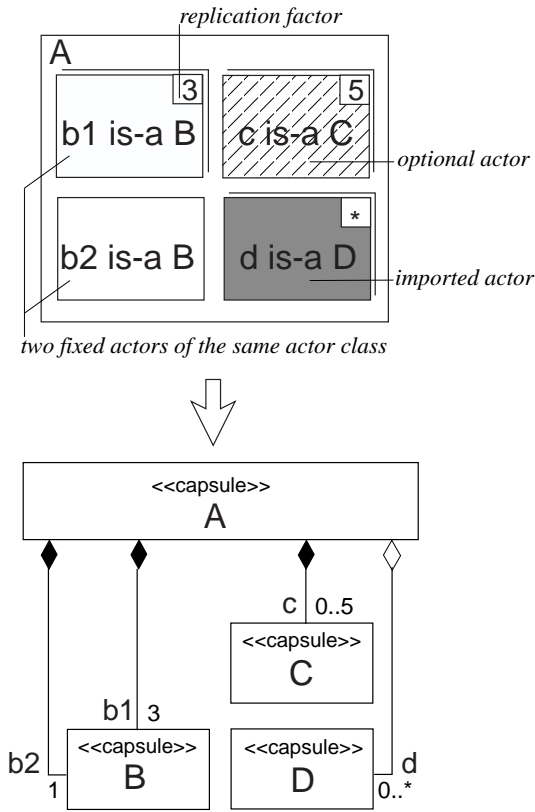 replication factor
A
3
5
b1 is-a B
c is-a C
optional actor
*
b2 is-a B
d is-a D
imported actor
two fixed actors of the same actor class
<<capsule>>
A
c 0..5
<<capsule>>
C
b1 3
<<capsule>>
B
<<capsule>>
D
b2
1
d
0..*